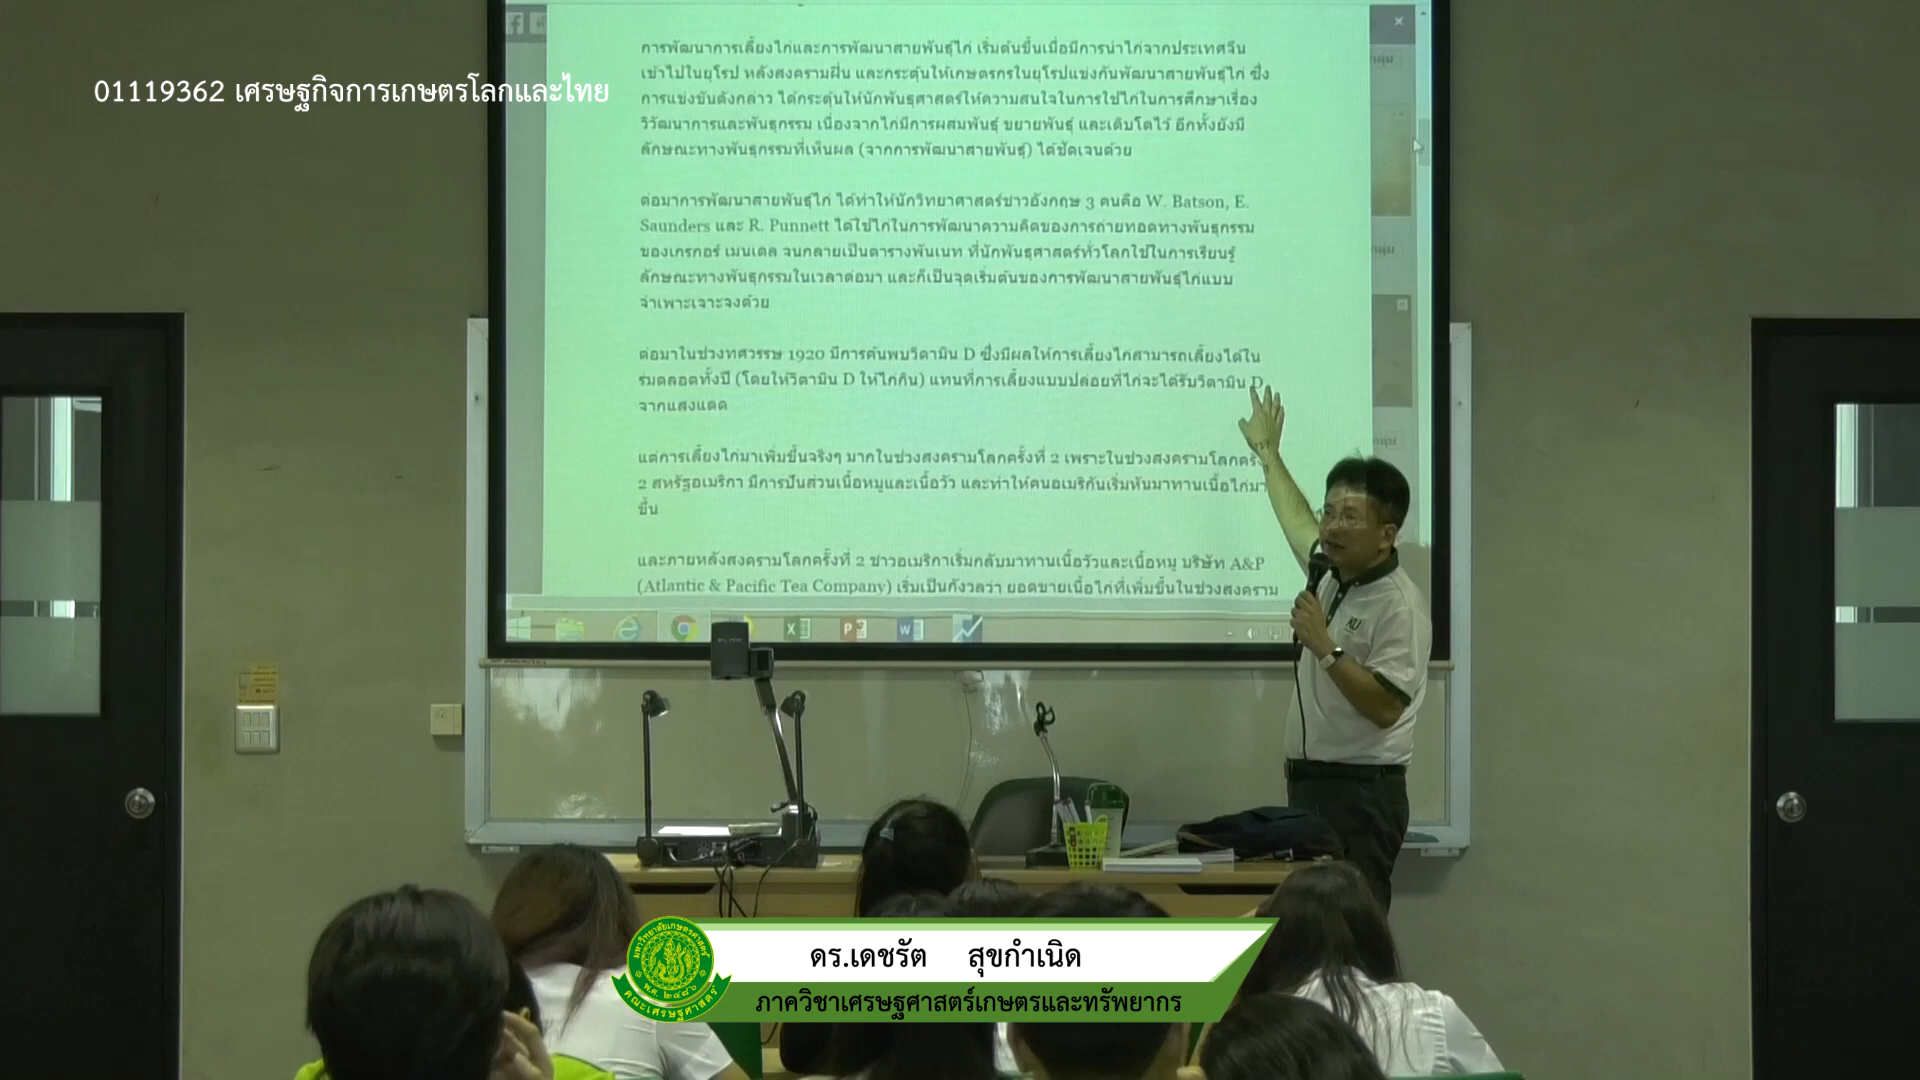 01119362 เศรษฐกิจการเกษตรโลกและไทย
การพัฒนาการเลี้ยงไก่และการพัฒนาสายพันธุ์ไก่ เริ่มต้นขึ้นเมื่อมีการนำไก่จากประเทศจีน
เข้าไปในยุโรป หลังสงครามฝิ่น และกระตุ้นให้เกษตรกรในยุโรปแข่งกันพัฒนาสายพันธุ์ไก่ ซึ่ง
การแข่งขันดังกล่าว ได้กระตุ้นให้นักพันธุศาสตร์ให้ความสนใจในการใช้ไก่ในการศึกษาเรื่อง
วิวัฒนาการและพันธุกรรม เนื่องจากไก่มีการผสมพันธุ์ ขยายพันธุ์ และเติบโตไว้ อีกทั้งยังมี
ลักษณะทางพันธุกรรมที่เห็นผล (จากการพัฒนาสายพันธุ์) ได้ชัดเจนด้วย
ต่อมาการพัฒนาสายพันธุ์ไก่ ได้ทำให้นักวิทยาศาสตร์ชาวอังกฤษ 3 คนคือ W. Batson, E.
Saunders และ R. Punnett ได้ใช้ไก่ในการพัฒนาความคิดของการถ่ายทอดทางพันธุกรรม
ของเกรกอร์ เมนเดล จนกลายเป็นตารางพันเนท ที่นักพันธุศาสตร์ทั่วโลกใช้ในการเรียนรู้
ลักษณะทางพันธุกรรมในเวลาต่อมา และก็เป็นจุดเริ่มต้นของการพัฒนาสายพันธุ์ไก่แบบ
จำเพาะเจาะจงด้วย
ต่อมาในช่วงทศวรรษ 1920 มีการค้นพบวิตามิน D ซึ่งมีผลให้การเลี้ยงไก่สามารถเลี้ยงได้ใน
ร่มตลอดทั้งปี (โดยให้วิตามิน D ให้ไก่กิน) แทนที่การเลี้ยงแบบปล่อยที่ไก่จะได้รับวิตามิน D
จากแสงแดด
แต่การเลี้ยงไก่มาเพิ่มขึ้นจริงๆ มากในช่วงสงครามโลกครั้งที่ 2 เพราะในช่วงสงครามโลกครั้งที่
2 สหรัฐอเมริกา มีการปันส่วนเนื้อหมูและเนื้อวัว และทำให้คนอเมริกันเริ่มหันมาทานเนื้อไก่มา
ขึ้น
และภายหลังสงครามโลกครั้งที่ 2 ชาวอเมริกาเริ่มกลับมาทานเนื้อวัวและเนื้อหมู บริษัท A&P
(Atlantic & Pacific Tea Company) เริ่มเป็นกังวลว่า ยอดขายเนื้อไก่ที่เพิ่มขึ้นในช่วงสงคราม
KU
มหาวิทยาลัยเกษตรศาสตร์
พ.ศ. ๒๔๘๖
คณะเศรษฐศาสตร์
ดร.เดชรัต สุขกำเนิด
ภาควิชาเศรษฐศาสตร์เกษตรและทรัพยากร